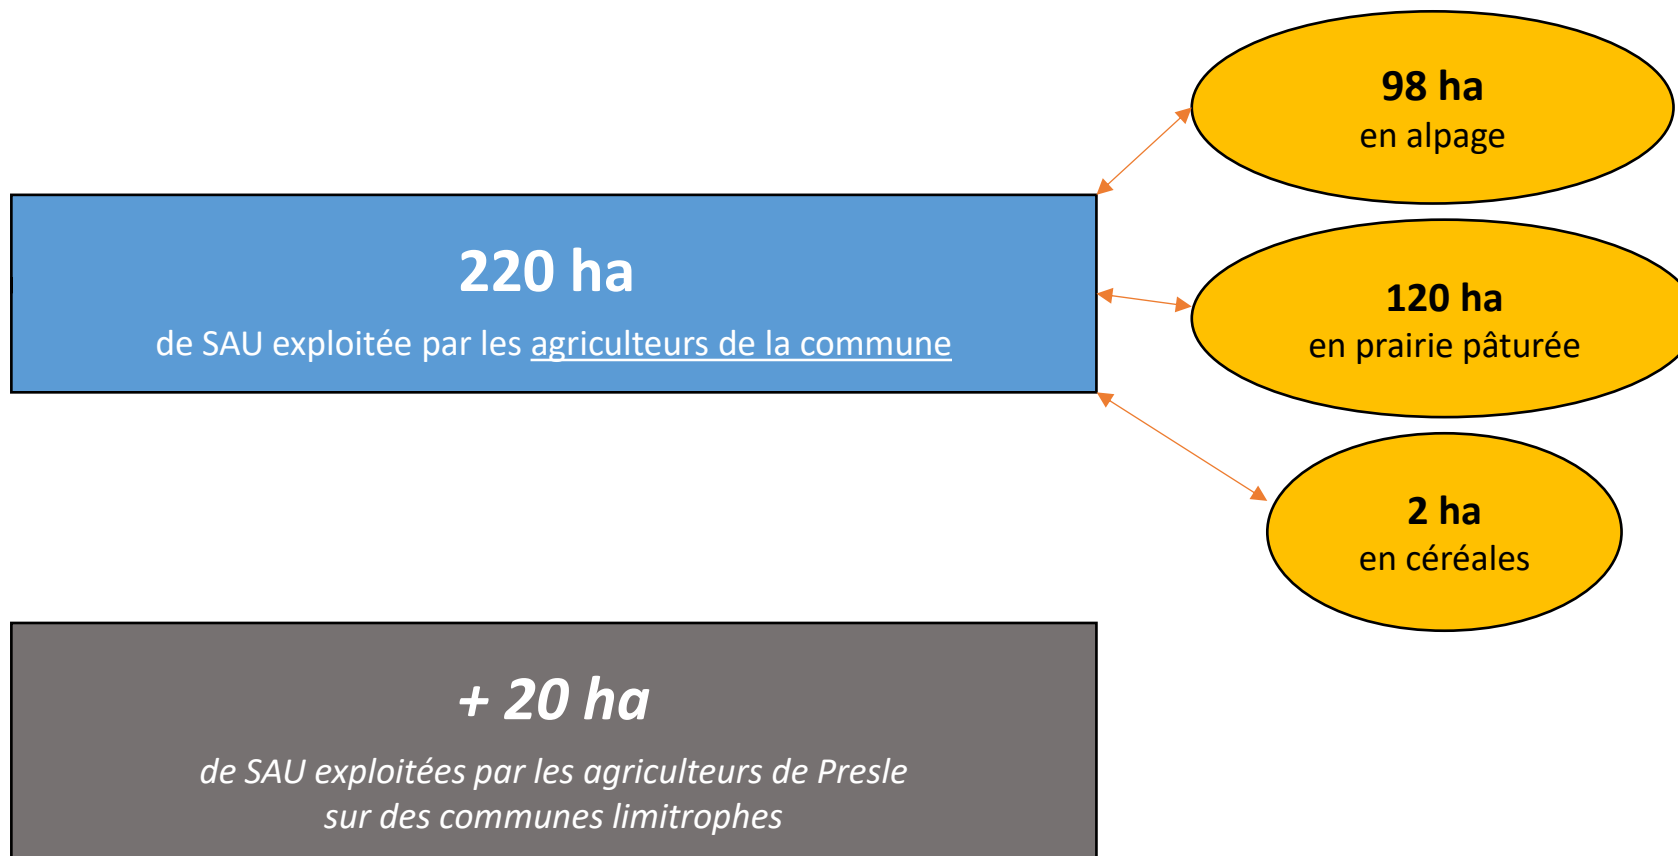 98 ha
en alpage
220 ha
de SAU exploitée par les agriculteurs de la commune
120 ha
en prairie pâturée
2 ha
en céréales
+ 20 ha
de SAU exploitées par les agriculteurs de Presle
sur des communes limitrophes